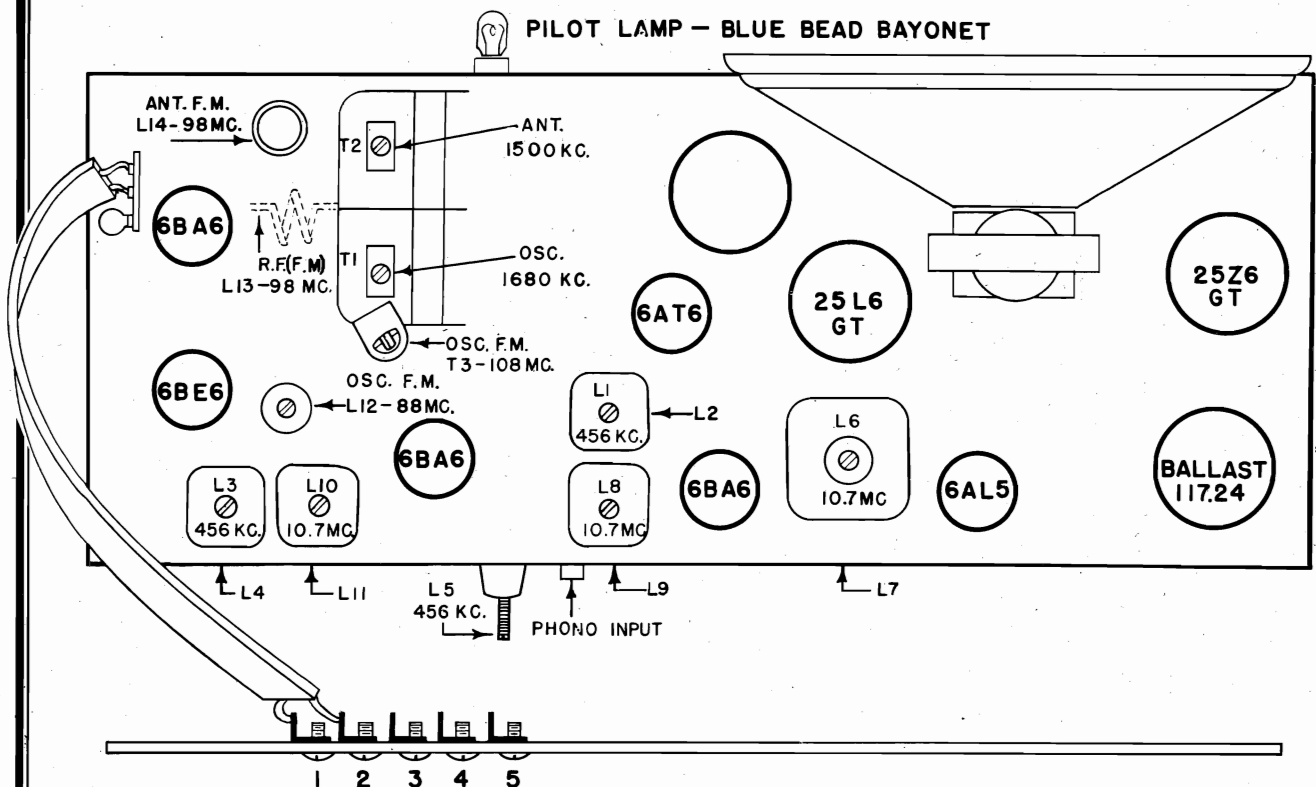 PILOT LAMP — BLUE BEAD BAYONET
ANT. F.M.
L14-98MC.
T2
ANT.
1500KC.
6BA6
R.F.(F.M)
L13-98 MC.
T1
OSC.
1680 KC.
OSC. F.M.
T3-108MC.
6AT6
25L6
GT
25Z6
GT
6BE6
OSC. F.M.
L12-88MC.
6BA6
L1
456 KC.
L2
L6
10.7MC
L3
456 KC.
L10
10.7MC.
L8
10.7MC
6BA6
6AL5
BALLAST
117.24
L4
L11
L5
456 KC.
PHONO INPUT
L9
L7
1 2 3 4 5